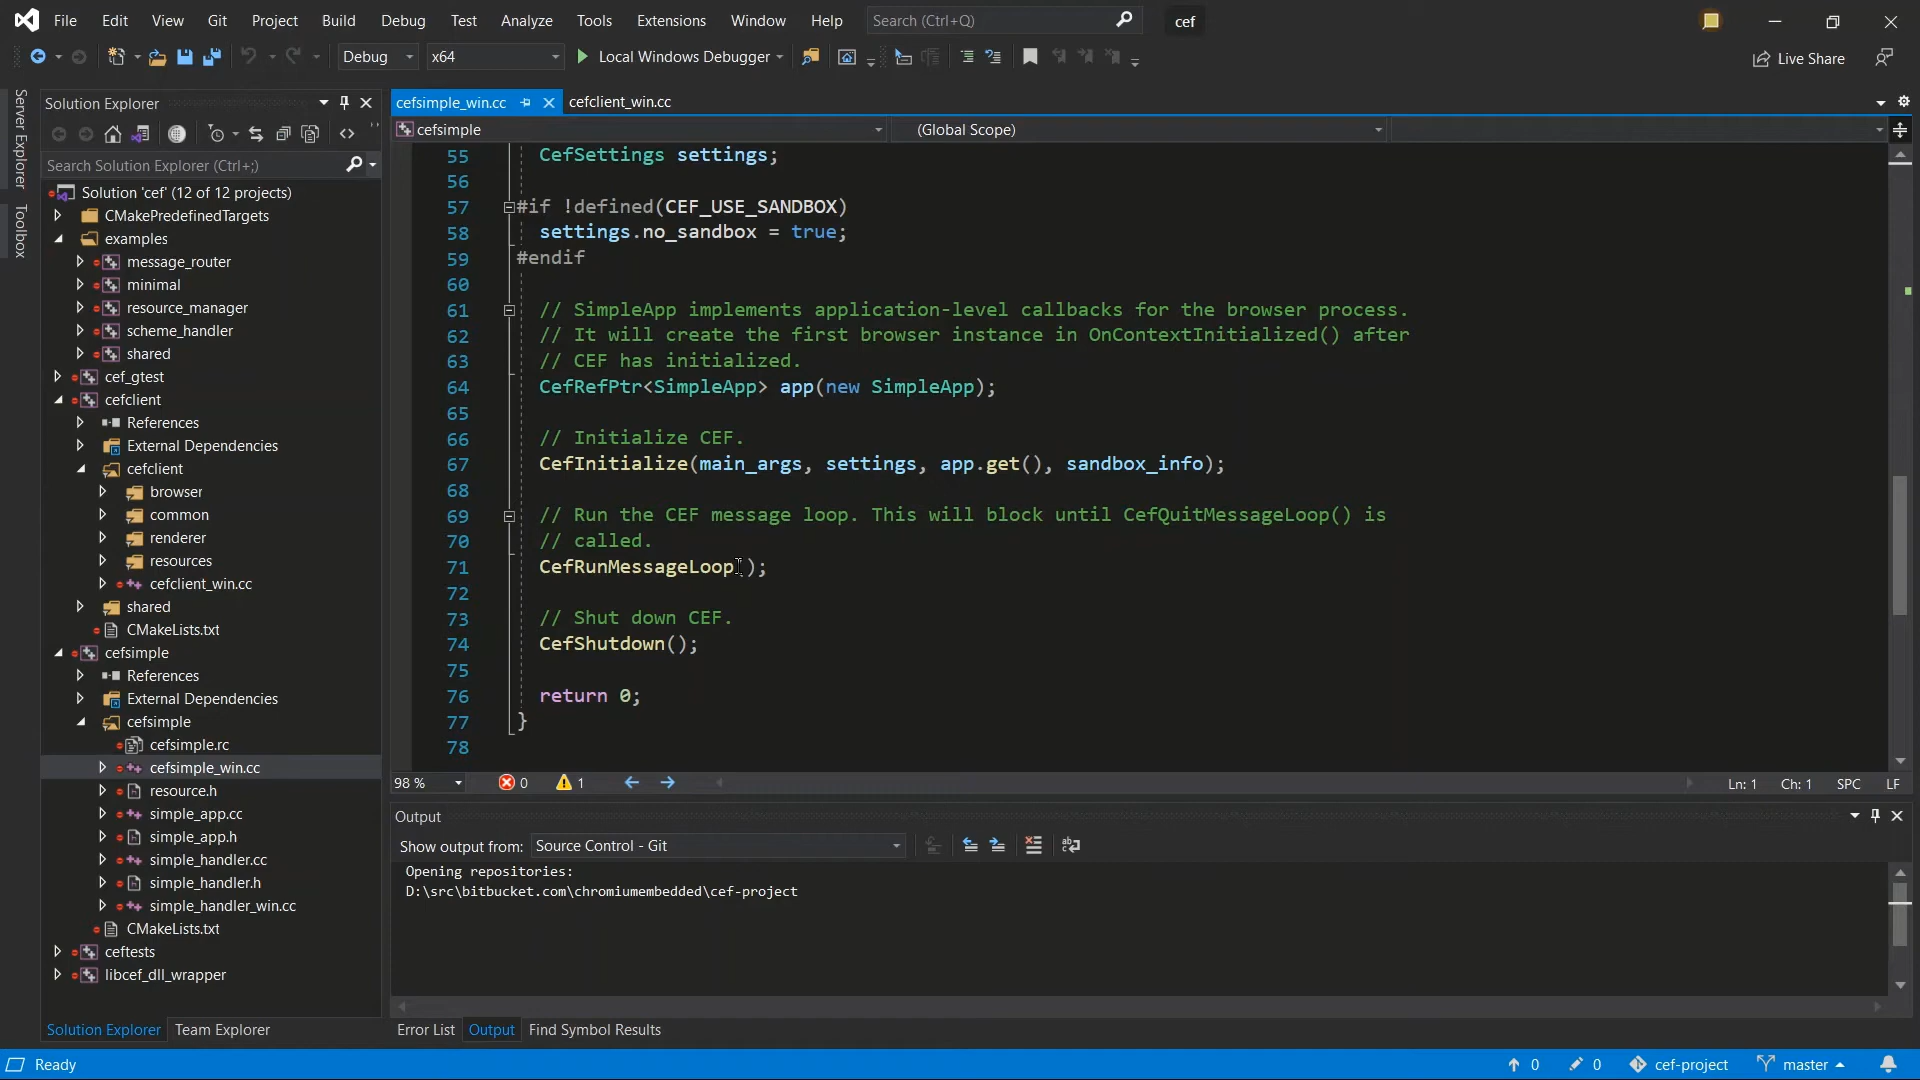 File Edit View Git Project Build Debug Test Analyze Tools Extensions Window Help Search (Ctrl+Q) cef
Debug x64 Local Windows Debugger Live Share
Server Explorer
Toolbox
Solution Explorer
Search Solution Explorer (Ctrl+;)
Solution 'cef' (12 of 12 projects)
CMakePredefinedTargets
examples
message_router
minimal
resource_manager
scheme_handler
shared
cef_gtest
cefclient
References
External Dependencies
cefclient
browser
common
renderer
resources
cefclient_win.cc
shared
CMakeLists.txt
cefsimple
References
External Dependencies
cefsimple
cefsimple.rc
cefsimple_win.cc
resource.h
simple_app.cc
simple_app.h
simple_handler.cc
simple_handler.h
simple_handler_win.cc
CMakeLists.txt
ceftests
libcef_dll_wrapper
Solution Explorer Team Explorer
cefsimple_win.cc cefclient_win.cc
cefsimple (Global Scope)
55 CefSettings settings;
56
57 #if !defined(CEF_USE_SANDBOX)
58 settings.no_sandbox = true;
59 #endif
60
61 // SimpleApp implements application-level callbacks for the browser process.
62 // It will create the first browser instance in OnContextInitialized() after
63 // CEF has initialized.
64 CefRefPtr<SimpleApp> app(new SimpleApp);
65
66 // Initialize CEF.
67 CefInitialize(main_args, settings, app.get(), sandbox_info);
68
69 // Run the CEF message loop. This will block until CefQuitMessageLoop() is
70 // called.
71 CefRunMessageLoop();
72
73 // Shut down CEF.
74 CefShutdown();
75
76 return 0;
77 }
78
98 % 0 1 Ln: 1 Ch: 1 SPC LF
Output
Show output from: Source Control - Git
Opening repositories:
D:\src\bitbucket.com\chromiumembedded\cef-project
Error List Output Find Symbol Results
Ready 0 0 cef-project master